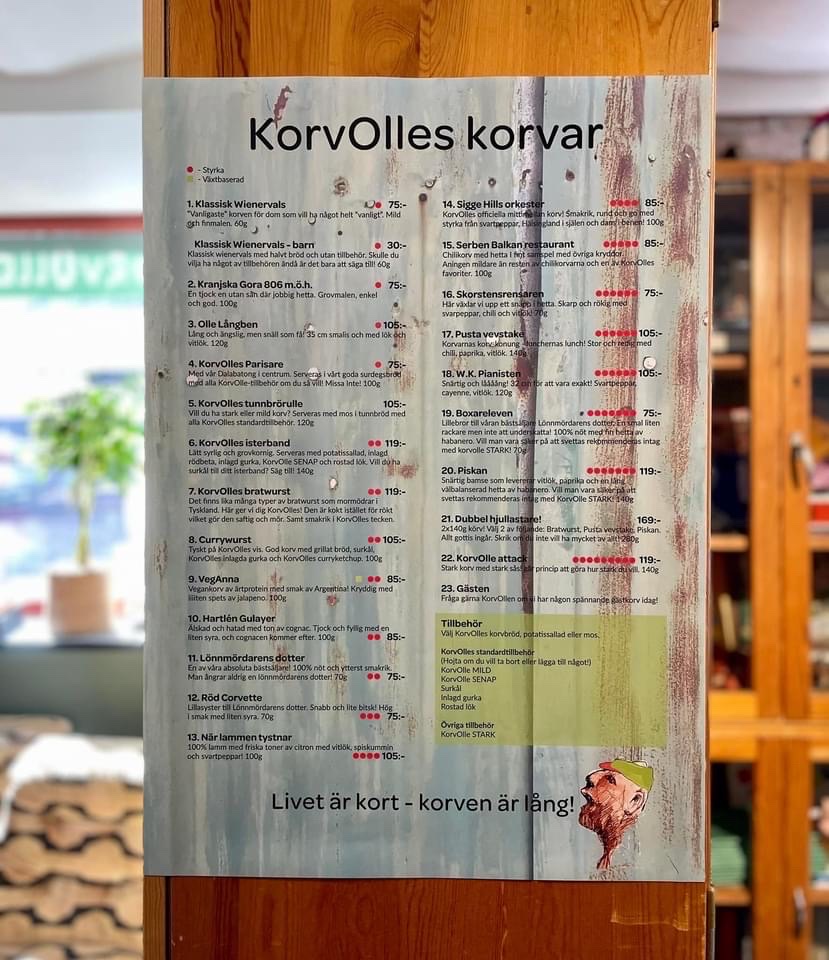 KorvOlles korvar
- Styrka
- Växtbaserad
1. Klassisk Wienervals 75:-
"Vanligaste" korven för dom som vill ha något helt "vanligt". Mild
och finmalen. 60g
Klassisk Wienervals - barn 30:-
Klassisk wienervals med halvt bröd och utan tillbehör. Skulle du
vilja ha något av tillbehören ändå är det bara att säga till! 60g
2. Kranjska Gora 806 m.ö.h. 75:-
En tjock en utan sån där jobbig hetta. Grovmalen, enkel
och god. 100g
3. Olle Långben 105:-
Lång och ängslig, men snäll som få! 35 cm smalis och med lök och
vitlök. 120g
4. KorvOlles Parisare 75:-
Med vår Dalabatong i centrum. Serveras i vårt goda surdegsbröd
med alla KorvOlle-tillbehör om du så vill! Missa Inte! 100g
5. KorvOlles tunnbrörulle 105:-
Vill du ha stark eller mild korv? Serveras med mos i tunnbröd med
alla KorvOlles standardtillbehör. 120g
6. KorvOlles isterband 119:-
Lätt syrlig och grovkornig. Serveras med potatissallad, inlagd
rödbeta, inlagd gurka, KorvOlle SENAP och rostad lök. Vill du ha
surkål till ditt isterband? Säg till! 140g
7. KorvOlles bratwurst 119:-
Det finns lika många typer av bratwurst som mormödrar i
Tyskland. Här ger vi dig KorvOlles! Den är kokt istället för rökt
vilket gör den saftig och mör. Samt smakrik i KorvOlles tecken.
8. Currywurst 105:-
Tyskt på KorvOlles vis. God korv med grillat bröd, surkål,
KorvOlles inlagda gurka och KorvOlles curryketchup. 100g
9. VegAnna 85:-
Vegankorv av ärtprotein med smak av Argentina! Kryddig med
liiiten spets av jalapeno. 100g
10. Hartlén Gulayer
Älskad och hatad med ton av cognac. Tjock och fyllig med en
liten syra, och cognacen kommer efter. 100g 85:-
11. Lönnmördarens dotter
En av våra absoluta bästsäljare! 100% nöt och ytterst smakrik.
Man ångrar aldrig en lönnmördarens dotter! 70g 75:-
12. Röd Corvette
Lillasyster till Lönnmördarens dotter. Snabb och lite bitsk! Hög
i smak med liten syra. 70g 75:-
13. När lammen tystnar
100% lamm med friska toner av citron med vitlök, spiskummin
och svartpeppar! 100g 105:-
14. Sigge Hills orkester 85:-
KorvOlles officiella mittimellan korv! Smakrik, rund och go med
styrka från svartpeppar, Hälsingland i själen och dans i benen! 100g
15. Serben Balkan restaurant 85:-
Chilikorv med hetta i fint samspel med övriga kryddor.
Aningen mildare än resten av chilikorvarna och en av KorvOlles
favoriter. 100g
16. Skorstensrensaren 75:-
Här växlar vi upp ett snäpp i hetta. Skarp och rökig med
svarpeppar, chili och vitlök! 70g
17. Pusta vevstake 105:-
Korvarnas korv, konung - lunchernas lunch! Stor och redig med
chili, paprika, vitlök. 140g
18. W.K. Pianisten 105:-
Snärtig och låååång! 32 cm för att vara exakt! Svartpeppar,
cayenne, vitlök. 120g
19. Boxareleven 75:-
Lillebror till våran bästsäljare Lönnmördarens dotter. En smal liten
rackare men inte att underskatta! 100% nöt med fin hetta av
habanero. Vill man vara säker på att svettas rekommenderas intag
med korvolle STARK! 70g
20. Piskan 119:-
Snärtig bamse som levererar vitlök, paprika och en lång
välbalanserad hetta av habanero. Vill man vara säker på att
svettas rekommenderas intag med KorvOlle STARK! 140g
21. Dubbel hjullastare! 169:-
2x140g körv! Välj 2 av följande: Bratwurst, Pusta vevstake, Piskan.
Allt gottis ingår. Skrik om du inte vill ha mycket av allt! 280g
22. KorvOlle attack 119:-
Stark korv med stark sås! går princip att göra hur stark du vill. 140g
23. Gästen
Fråga gärna KorvOllen om vi har någon spännande gästkorv idag!
Tillbehör
Välj KorvOlles korvbröd, potatissallad eller mos.
KorvOlles standardtillbehör
(Hojta om du vill ta bort eller lägga till något!)
KorvOlle MILD
KorvOlle SENAP
Surkål
Inlagd gurka
Rostad lök
Övriga tillbehör
KorvOlle STARK
Livet är kort - korven är lång!